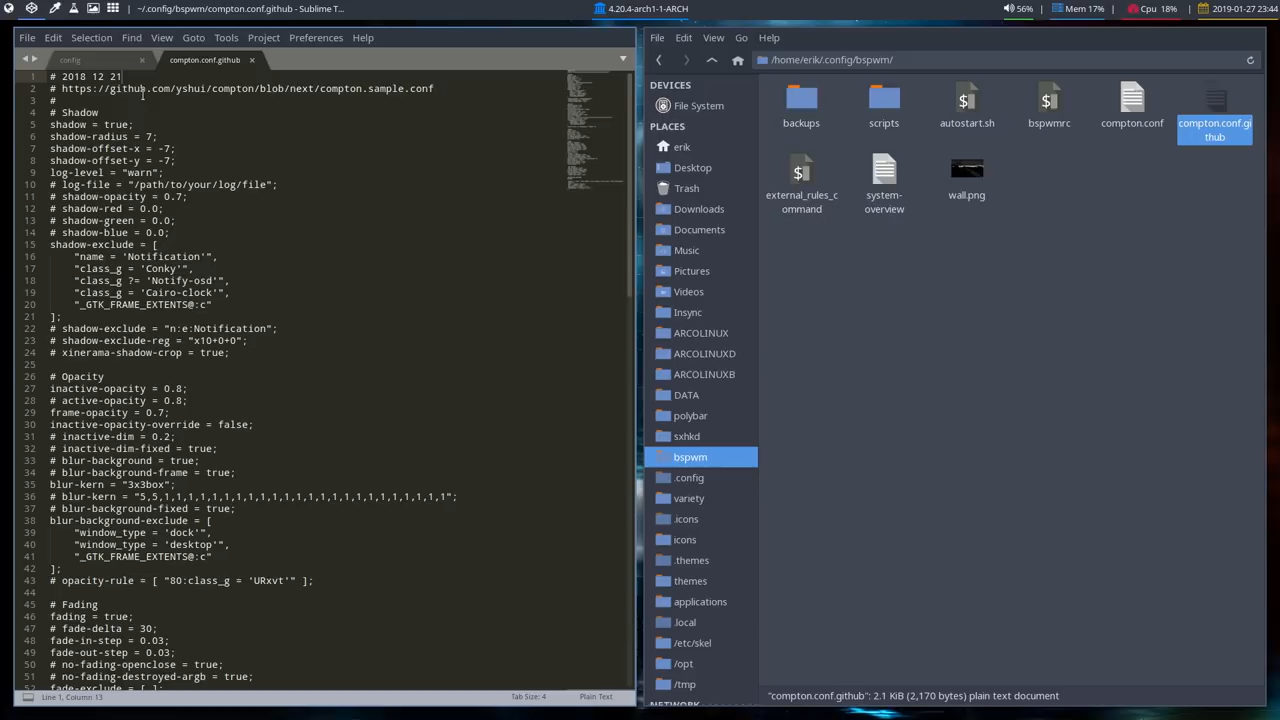 ~/.config/bspwm/compton.conf.github - Sublime T...
4.20.4-arch1-1-ARCH
56%
Mem 17%
Cpu 18%
2019-01-27 23:44
File Edit Selection Find View Goto Tools Project Preferences Help
config
compton.conf.github
1 # 2018 12 21
2 # https://github.com/yshui/compton/blob/next/compton.sample.conf
3 #
4 # Shadow
5 shadow = true;
6 shadow-radius = 7;
7 shadow-offset-x = -7;
8 shadow-offset-y = -7;
9 log-level = "warn";
10 # log-file = "/path/to/your/log/file";
11 # shadow-opacity = 0.7;
12 # shadow-red = 0.0;
13 # shadow-green = 0.0;
14 # shadow-blue = 0.0;
15 shadow-exclude = [
16 "name = 'Notification'",
17 "class_g = 'Conky'",
18 "class_g ?= 'Notify-osd'",
19 "class_g = 'Cairo-clock'",
20 "_GTK_FRAME_EXTENTS@:c"
21 ];
22 # shadow-exclude = "n:e:Notification";
23 # shadow-exclude-reg = "x10+0+0";
24 # xinerama-shadow-crop = true;
25
26 # Opacity
27 inactive-opacity = 0.8;
28 # active-opacity = 0.8;
29 frame-opacity = 0.7;
30 inactive-opacity-override = false;
31 # inactive-dim = 0.2;
32 # inactive-dim-fixed = true;
33 # blur-background = true;
34 # blur-background-frame = true;
35 blur-kern = "3x3box";
36 # blur-kern = "5,5,1,1,1,1,1,1,1,1,1,1,1,1,1,1,1,1,1,1,1,1,1,1,1,1";
37 # blur-background-fixed = true;
38 blur-background-exclude = [
39 "window_type = 'dock'",
40 "window_type = 'desktop'",
41 "_GTK_FRAME_EXTENTS@:c"
42 ];
43 # opacity-rule = [ "80:class_g = 'URxvt'" ];
44
45 # Fading
46 fading = true;
47 # fade-delta = 30;
48 fade-in-step = 0.03;
49 fade-out-step = 0.03;
50 # no-fading-openclose = true;
51 # no-fading-destroyed-argb = true;
52 fade-exclude = [ ];
Line 1, Column 13
Tab Size: 4
Plain Text
File Edit View Go Help
/home/erik/.config/bspwm/
DEVICES
File System
PLACES
erik
Desktop
Trash
Downloads
Documents
Music
Pictures
Videos
Insync
ARCOLINUX
ARCOLINUXD
ARCOLINUXB
DATA
polybar
sxhkd
bspwm
.config
variety
.icons
icons
.themes
themes
applications
.local
/etc/skel
/opt
/tmp
NETWORK
backups
scripts
autostart.sh
bspwmrc
compton.conf
compton.conf.gi
thub
external_rules_c
ommand
system-
overview
wall.png
"compton.conf.github": 2.1 KiB (2,170 bytes) plain text document